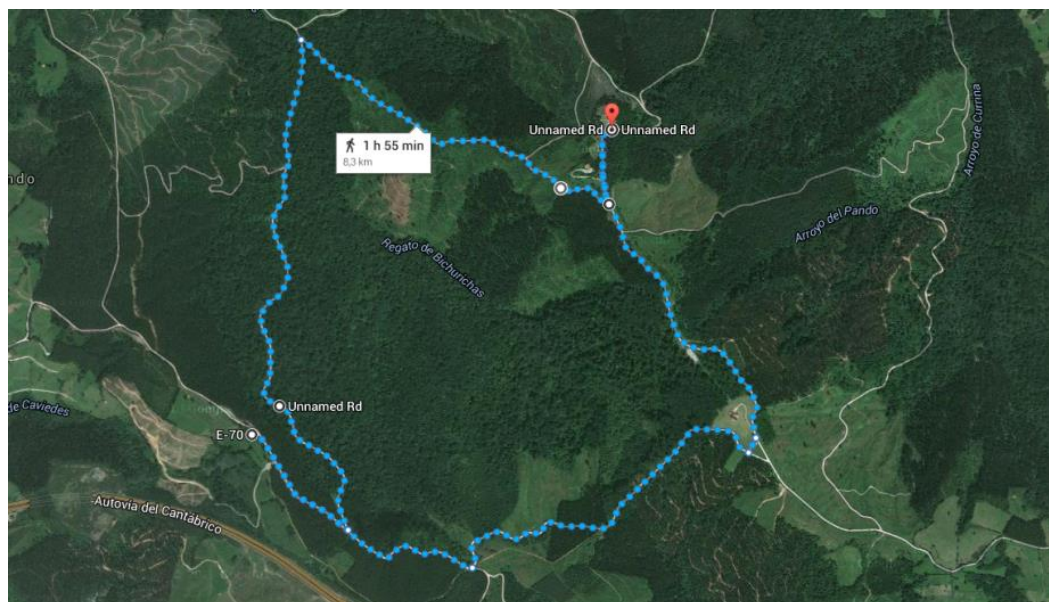 Unnamed Rd
Unnamed Rd
1 h 55 min
8,3 km
Arroyo de Curriña
ndo
Arroyo del Pando
Regato de Bichurichas
de Caviedes
Unnamed Rd
E-70
Autovía del Cantábrico